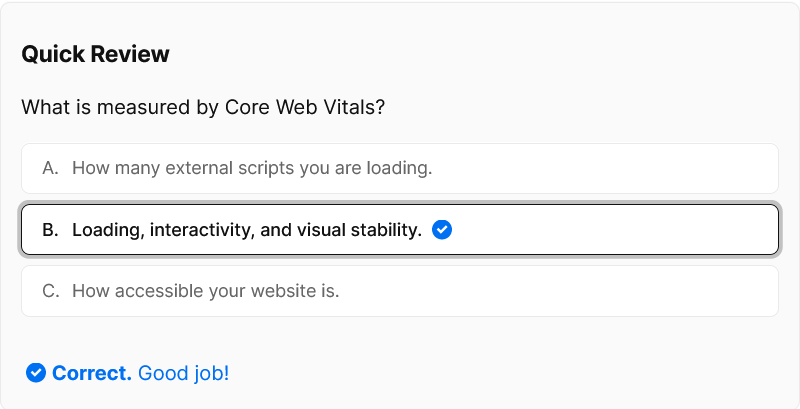 Quick Review
What is measured by Core Web Vitals?
A. How many external scripts you are loading.
B. Loading, interactivity, and visual stability.
C. How accessible your website is.
Correct. Good job!